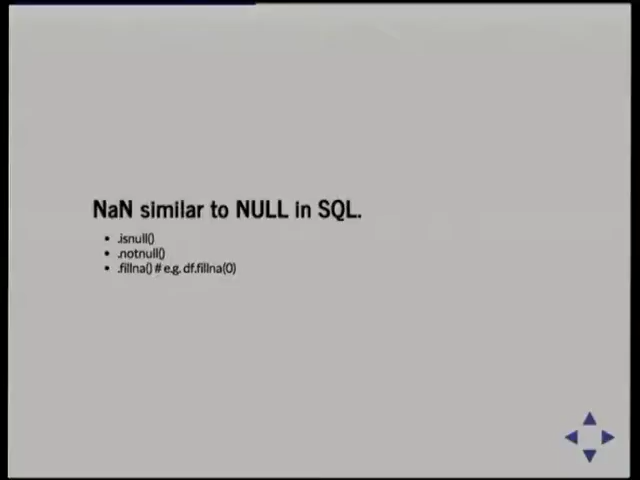 NaN similar to NULL in SQL.
• .isnull()
• .notnull()
• .fillna() # e.g. df.fillna(0)